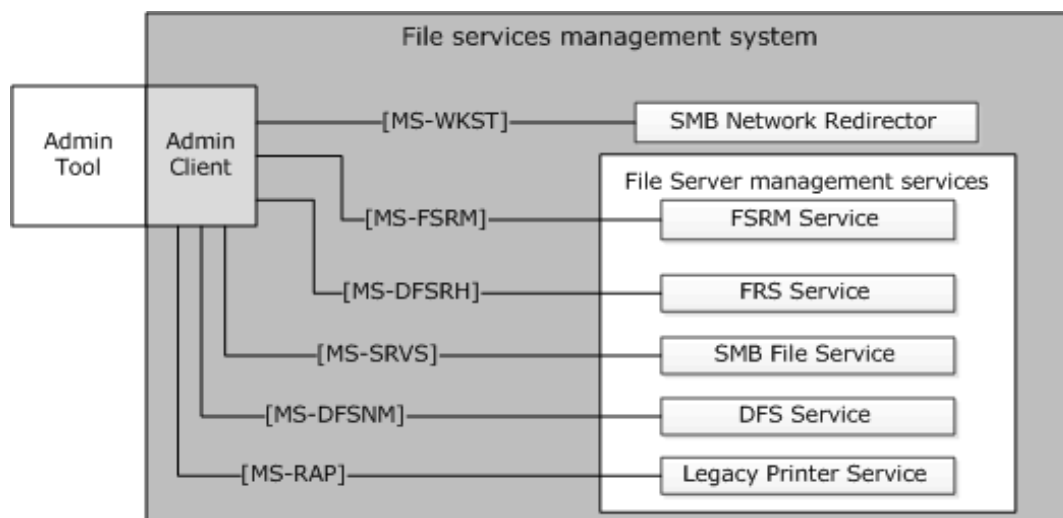 File services management system
Admin
Tool
Admin
Client
[MS-WKST]
SMB Network Redirector
File Server management services
[MS-FSRM]
FSRM Service
[MS-DFSRH]
FRS Service
[MS-SRVS]
SMB File Service
[MS-DFSNM]
DFS Service
[MS-RAP]
Legacy Printer Service